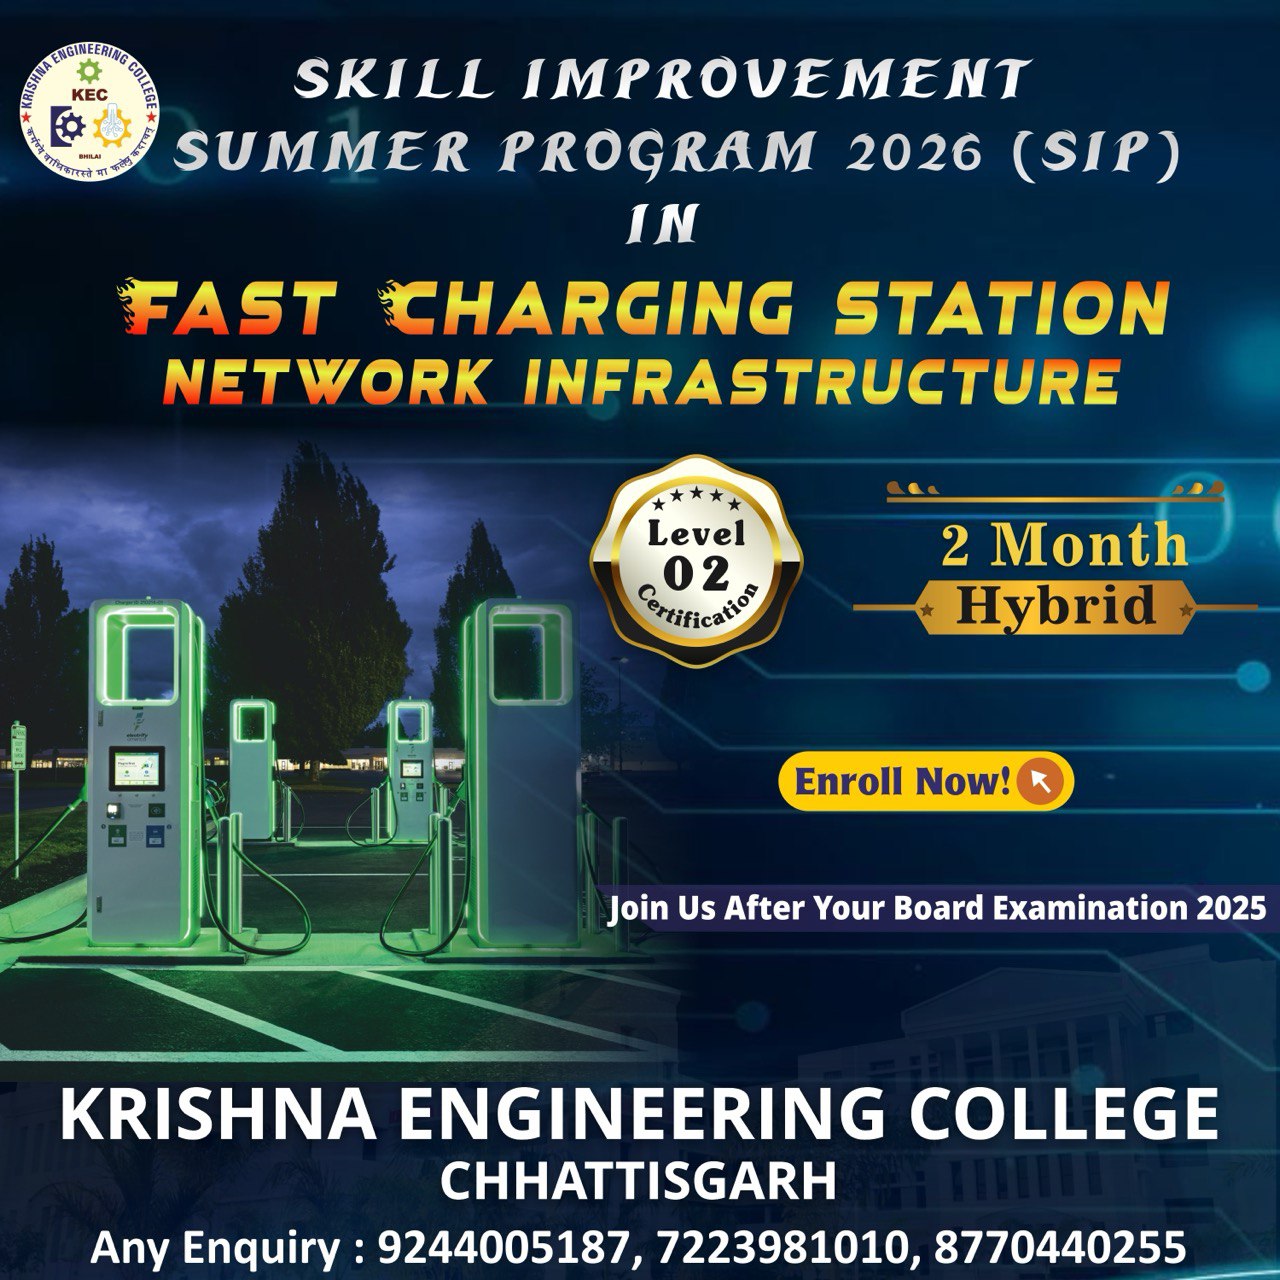 KRISHNA ENGINEERING COLLEGE
KEC
BHILAI
SKILL IMPROVEMENT
SUMMER PROGRAM 2026 (SIP)
IN
FAST CHARGING STATION
NETWORK INFRASTRUCTURE
Level
02
Certification
2 Month
Hybrid
Enroll Now!
Join Us After Your Board Examination 2025
KRISHNA ENGINEERING COLLEGE
CHHATTISGARH
Any Enquiry : 9244005187, 7223981010, 8770440255